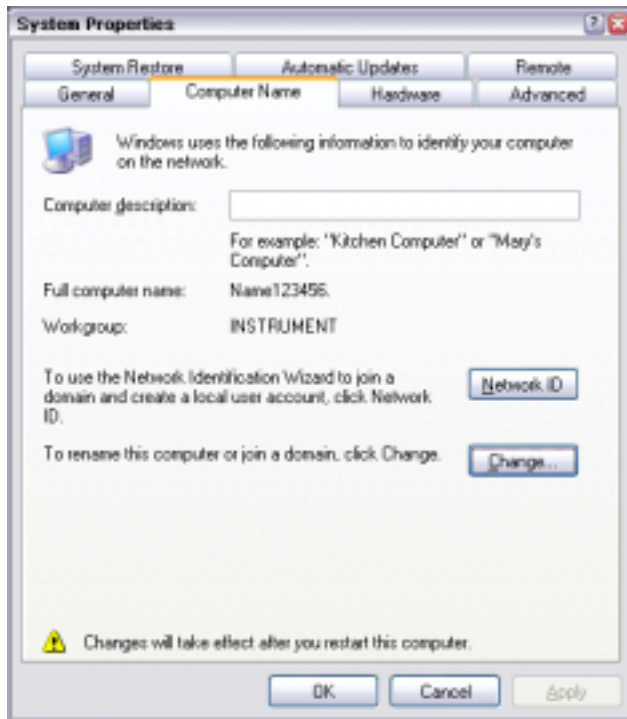 System Properties
System Restore
Automatic Updates
Remote
General
Computer Name
Hardware
Advanced
Windows uses the following information to identify your computer
on the network.
Computer description:
For example: "Kitchen Computer" or "Mary's
Computer".
Full computer name: Name123456.
Workgroup: INSTRUMENT
To use the Network Identification Wizard to join a
domain and create a local user account, click Network
ID.
Network ID
To rename this computer or join a domain, click Change.
Change...
Changes will take effect after you restart this computer.
OK
Cancel
Apply